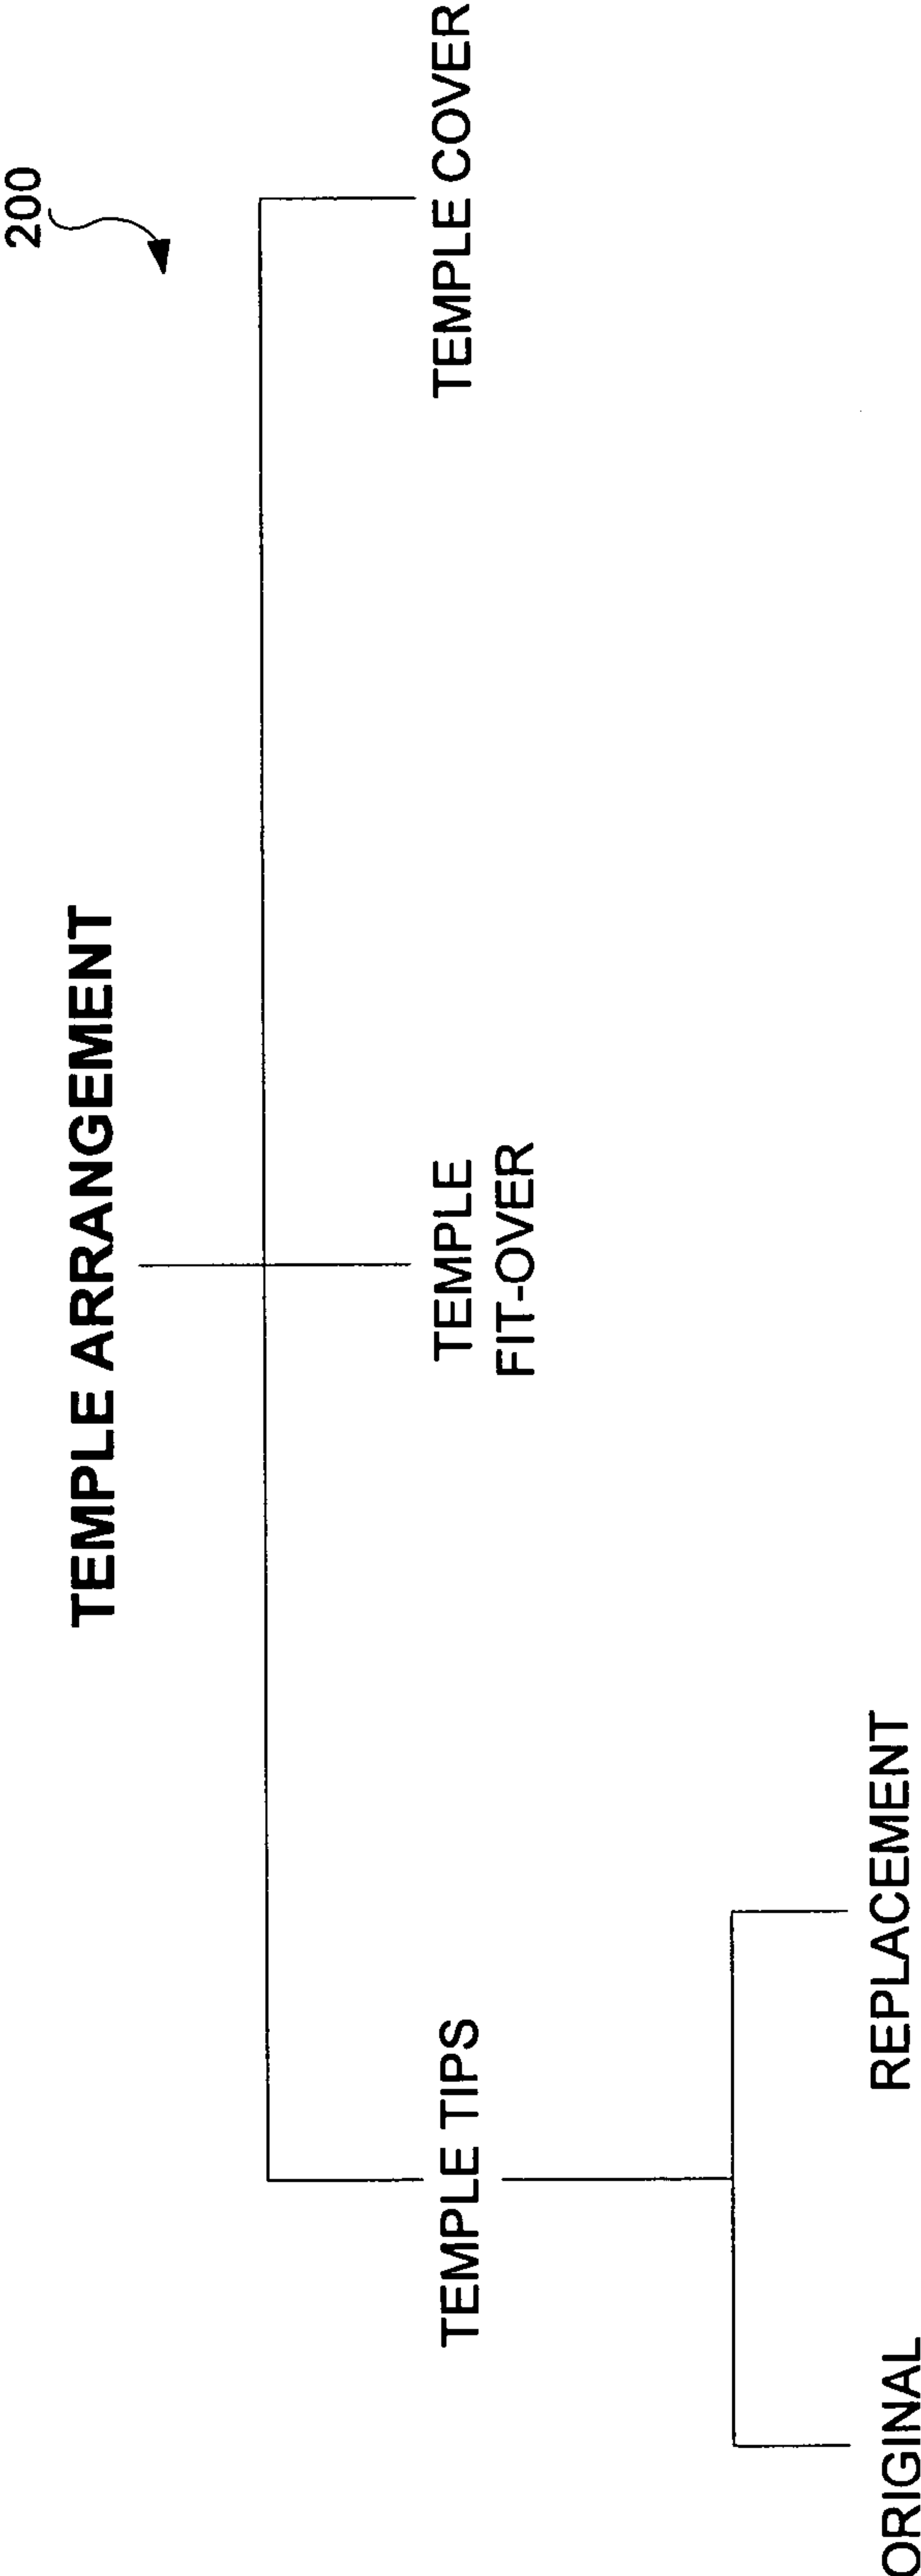 200
TEMPLE ARRANGEMENT
TEMPLE TIPS
TEMPLE
FIT-OVER
TEMPLE COVER
ORIGINAL
REPLACEMENT